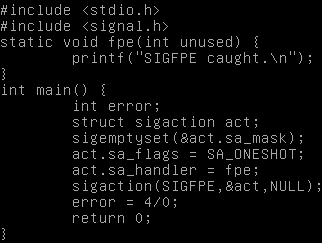 #include <stdio.h>
#include <signal.h>
static void fpe(int unused) {
        printf("SIGFPE caught.\n");
}
int main() {
        int error;
        struct sigaction act;
        sigemptyset(&act.sa_mask);
        act.sa_flags = SA_ONESHOT;
        act.sa_handler = fpe;
        sigaction(SIGFPE,&act,NULL);
        error = 4/0;
        return 0;
}